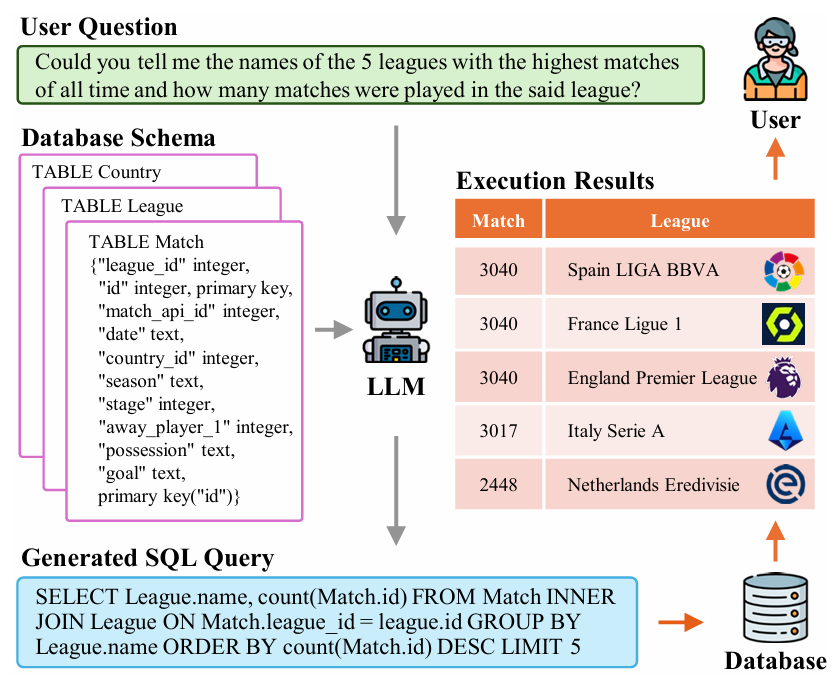 User Question
Could you tell me the names of the 5 leagues with the highest matches
of all time and how many matches were played in the said league?
User
Database Schema
TABLE Country
TABLE League
TABLE Match
{"league_id" integer,
"id" integer, primary key,
"match_api_id" integer,
"date" text,
"country_id" integer,
"season" text,
"stage" integer,
"away_player_1" integer,
"possession" text,
"goal" text,
primary key("id")}
LLM
Execution Results
Match League
3040 Spain LIGA BBVA
3040 France Ligue 1
3040 England Premier League
3017 Italy Serie A
2448 Netherlands Eredivisie
Generated SQL Query
SELECT League.name, count(Match.id) FROM Match INNER
JOIN League ON Match.league_id = league.id GROUP BY
League.name ORDER BY count(Match.id) DESC LIMIT 5
Database